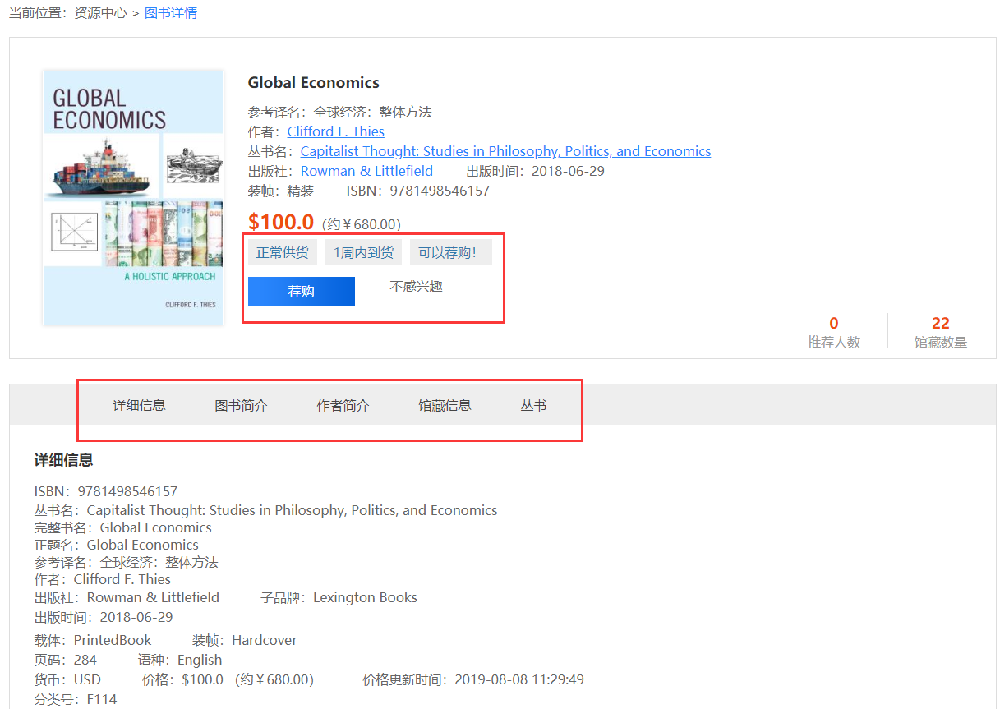 当前位置：资源中心 > 图书详情
GLOBAL
ECONOMICS
A HOLISTIC APPROACH
CLIFFORD F. THIES
Global Economics
参考译名：全球经济：整体方法
作者：Clifford F. Thies
丛书名：Capitalist Thought: Studies in Philosophy, Politics, and Economics
出版社：Rowman & Littlefield 出版时间：2018-06-29
装帧：精装 ISBN：9781498546157
$100.0 (约￥680.00)
正常供货 1周内到货 可以荐购！
荐购 不感兴趣
0 22
推荐人数 馆藏数量
详细信息 图书简介 作者简介 馆藏信息 丛书
详细信息
ISBN：9781498546157
丛书名：Capitalist Thought: Studies in Philosophy, Politics, and Economics
完整书名：Global Economics
正题名：Global Economics
参考译名：全球经济：整体方法
作者：Clifford F. Thies
出版社：Rowman & Littlefield 子品牌：Lexington Books
出版时间：2018-06-29
载体：PrintedBook 装帧：Hardcover
页码：284 语种：English
货币：USD 价格：$100.0 (约￥680.00) 价格更新时间：2019-08-08 11:29:49
分类号：F114